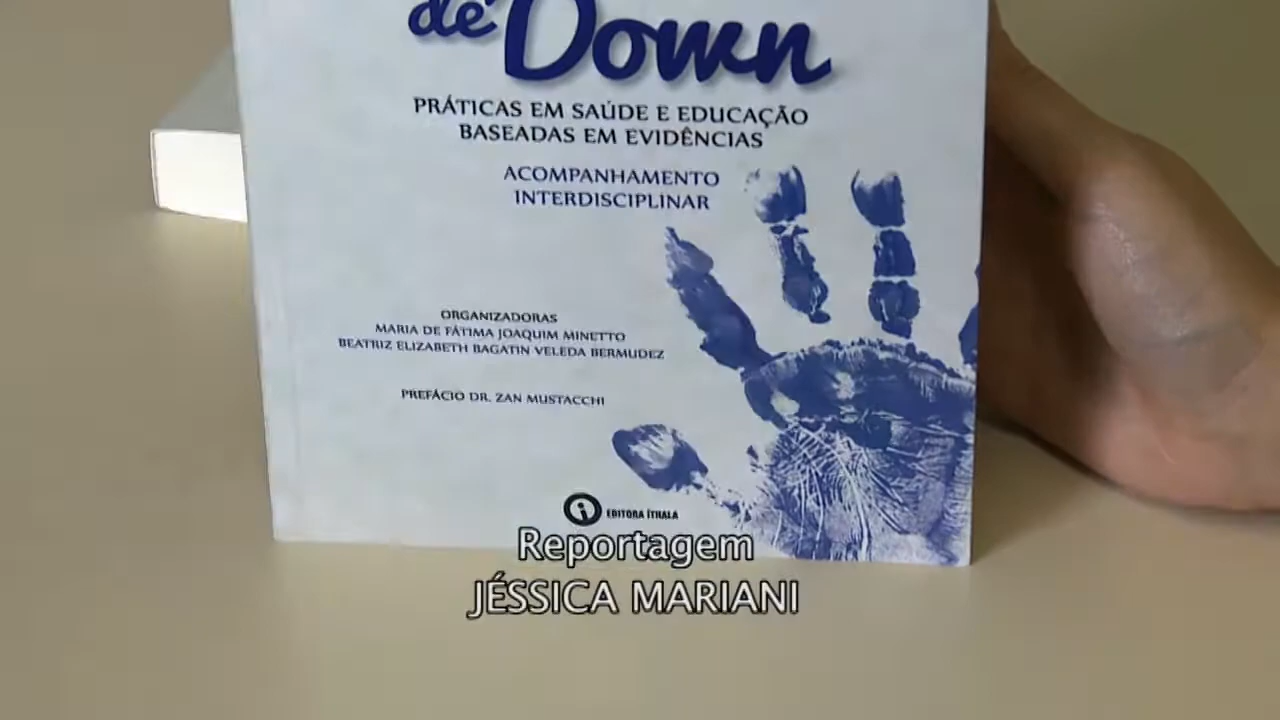 de Down
PRÁTICAS EM SAÚDE E EDUCAÇÃO
BASEADAS EM EVIDÊNCIAS
ACOMPANHAMENTO
INTERDISCIPLINAR
ORGANIZADORAS
MARIA DE FÁTIMA JOAQUIM MINETTO
BEATRIZ ELIZABETH BAGATIN VELEDA BERMUDEZ
PREFÁCIO DR. ZAN MUSTACCHI
EDITORA ÍTHALA
Reportagem
JÉSSICA MARIANI